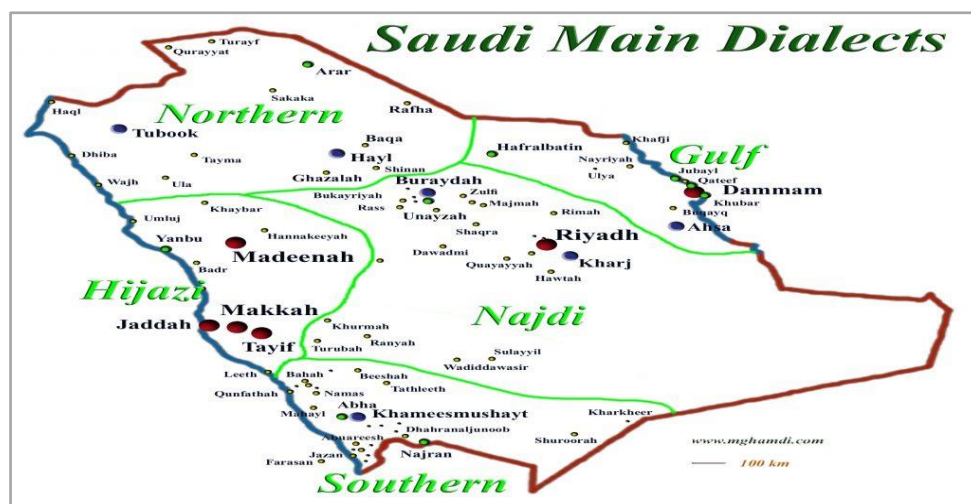 Saudi Main Dialects
Turayf
Qurayyat
Arar
Sakaka
Haql
Northern
Rafha
Tubook
Baqa
Khafji
Hayl
Hafralbatin
Gulf
Dhiba
Tayma
Shinan
Nayriyah
Ghazalah
Ulya
Jubayl
Qateef
Wajh
Ula
Buraydah
Dammam
Bukayriyah
Zulfi
Khubar
Khaybar
Rass
Majmah
Unayzah
Rimah
Buqayq
Umluj
Ahsa
Hannakeeyah
Shaqra
Yanbu
Riyadh
Madeenah
Dawadmi
Quwayyah
Kharj
Badr
Hawtah
Hijazi
Makkah
Najdi
Jaddah
Khurmah
Tayif
Turubah
Ranyah
Sulayyil
Wadiddawasir
Leeth
Bahah
Beeshah
Tathleeth
Qunfathah
Namas
Abha
Mahayl
Khameesmushayt
Kharkheer
Abuareesh
Dhahranaljunoob
Shuroorah
www.mghamdi.com
Jazan
Najran
Farasan
100 km
Southern